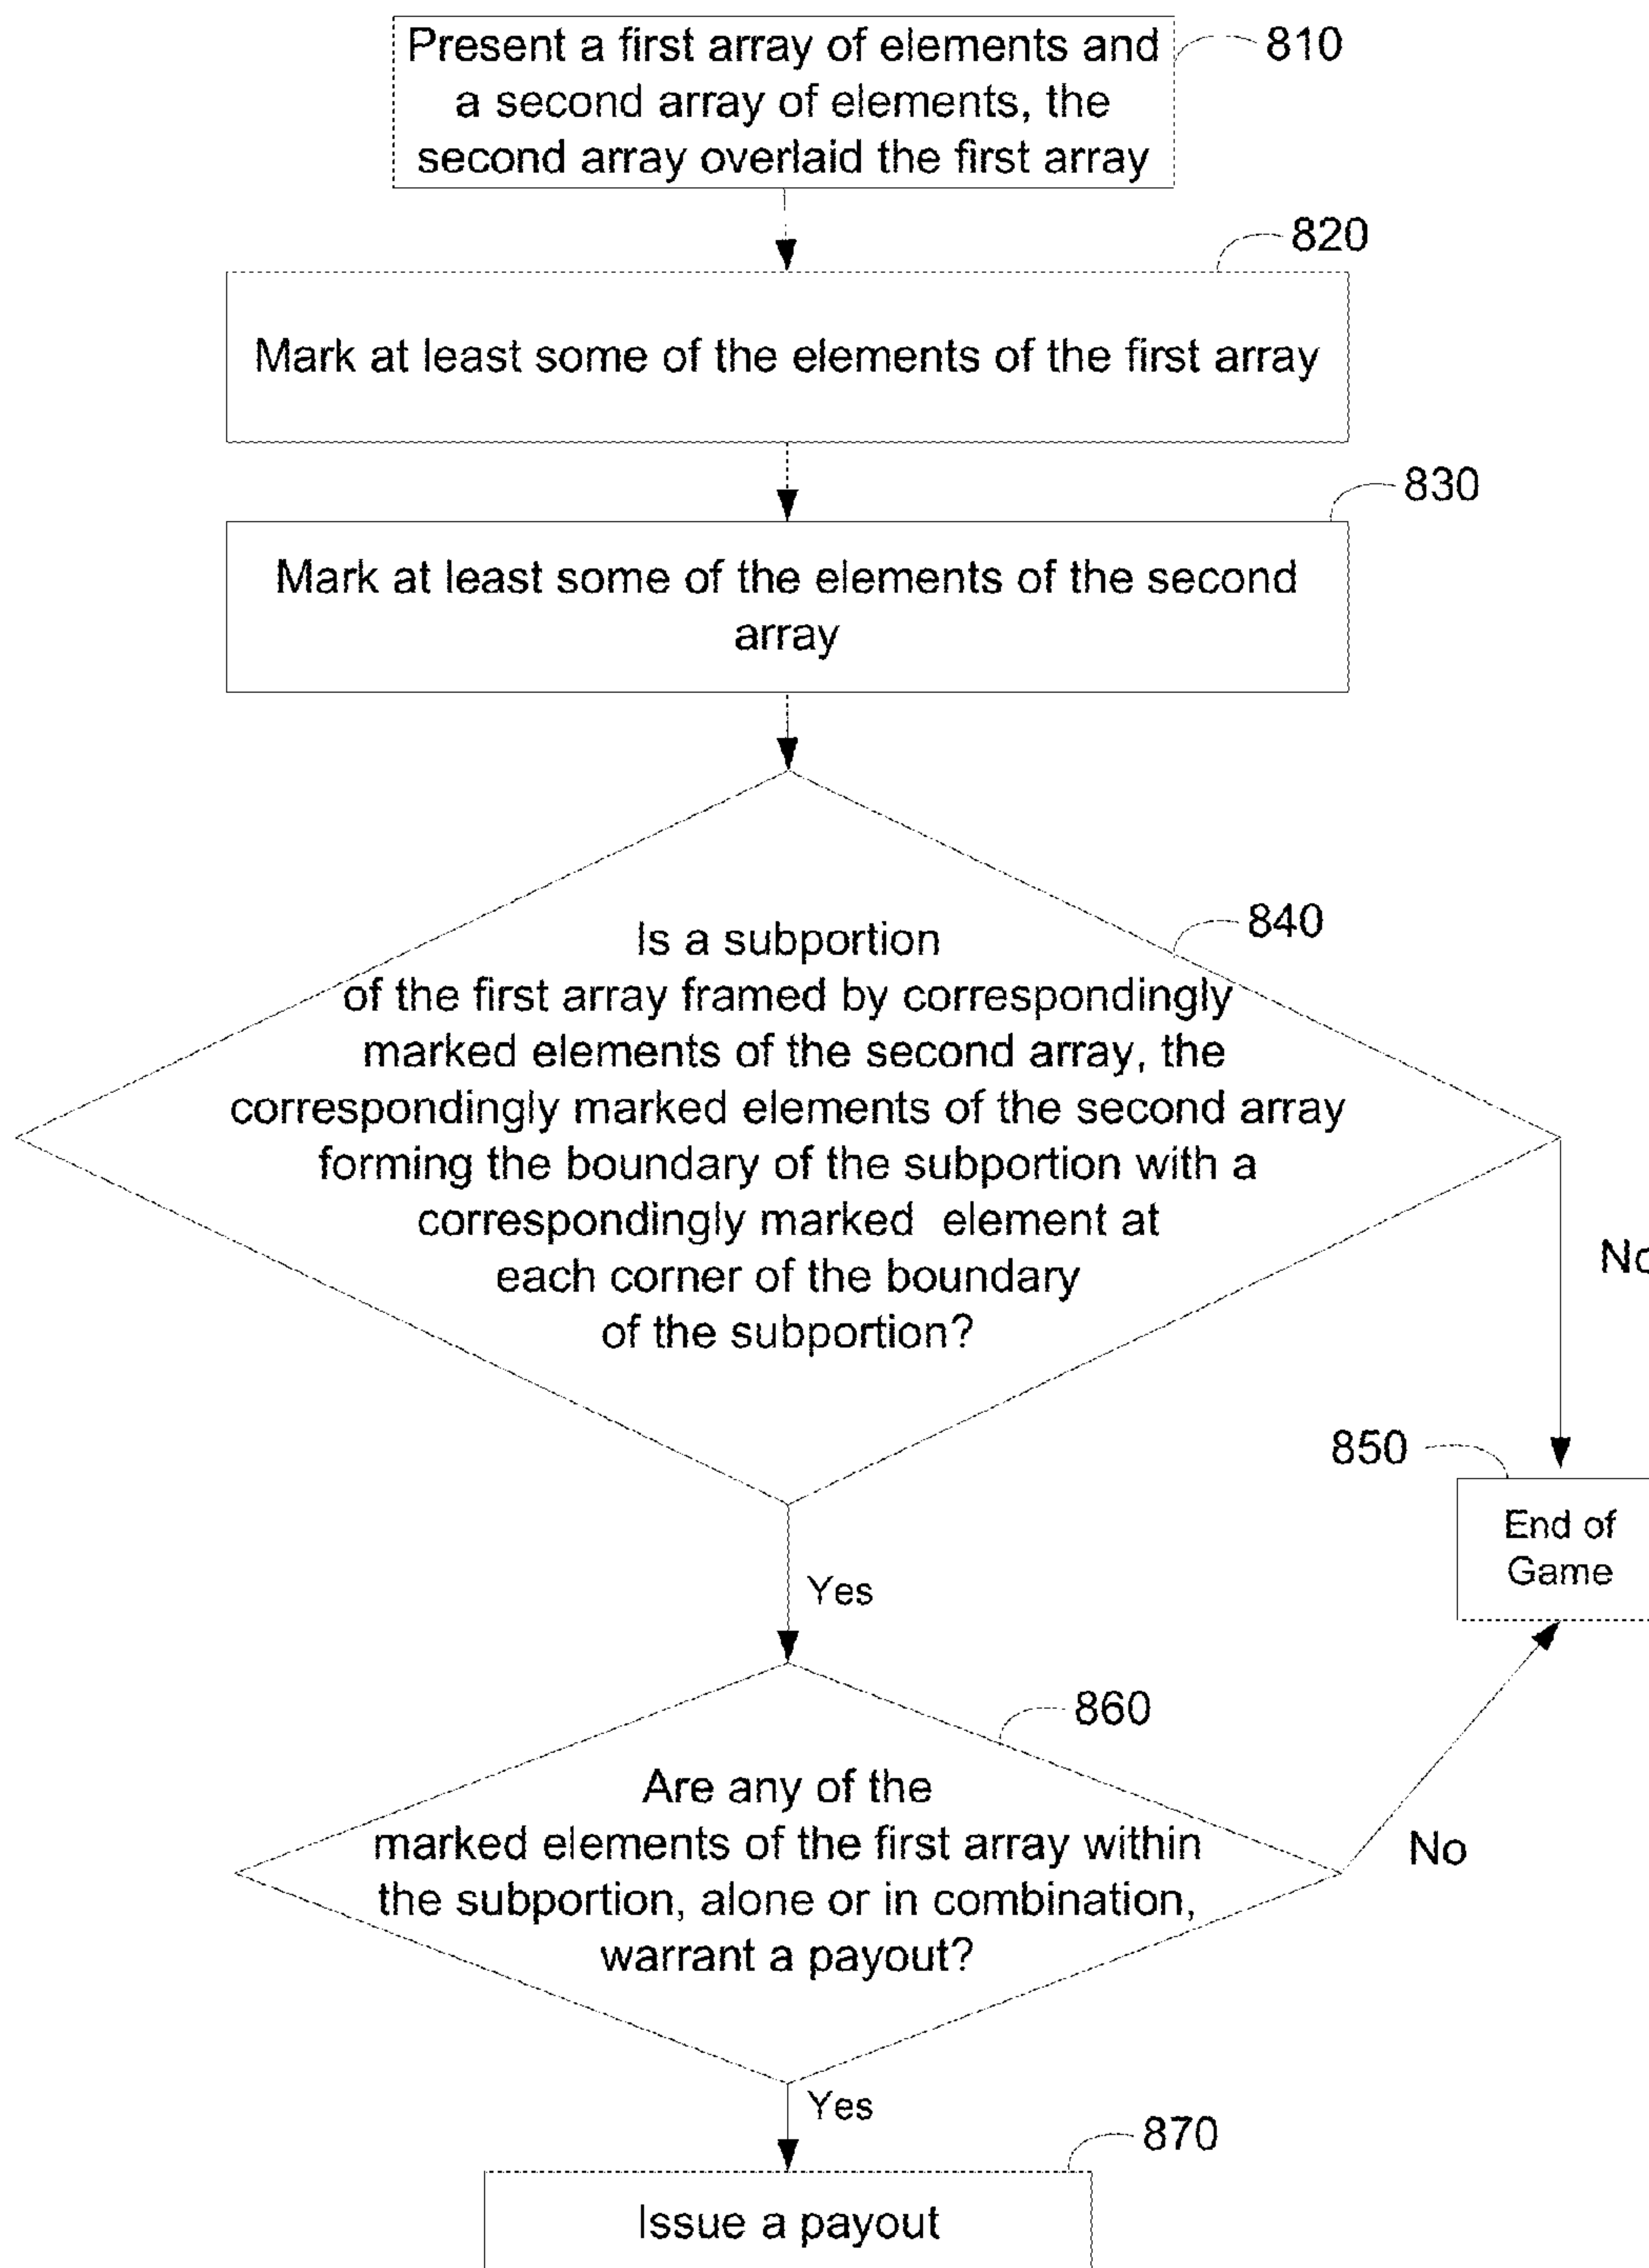 Present a first array of elements and
a second array of elements, the
second array overlaid the first array
810
820
Mark at least some of the elements of the first array
830
Mark at least some of the elements of the second
array
840
Is a subportion
of the first array framed by correspondingly
marked elements of the second array, the
correspondingly marked elements of the second array
forming the boundary of the subportion with a
correspondingly marked element at
each corner of the boundary
of the subportion?
No
850
End of
Game
Yes
860
Are any of the
marked elements of the first array within
the subportion, alone or in combination,
warrant a payout?
No
Yes
870
Issue a payout